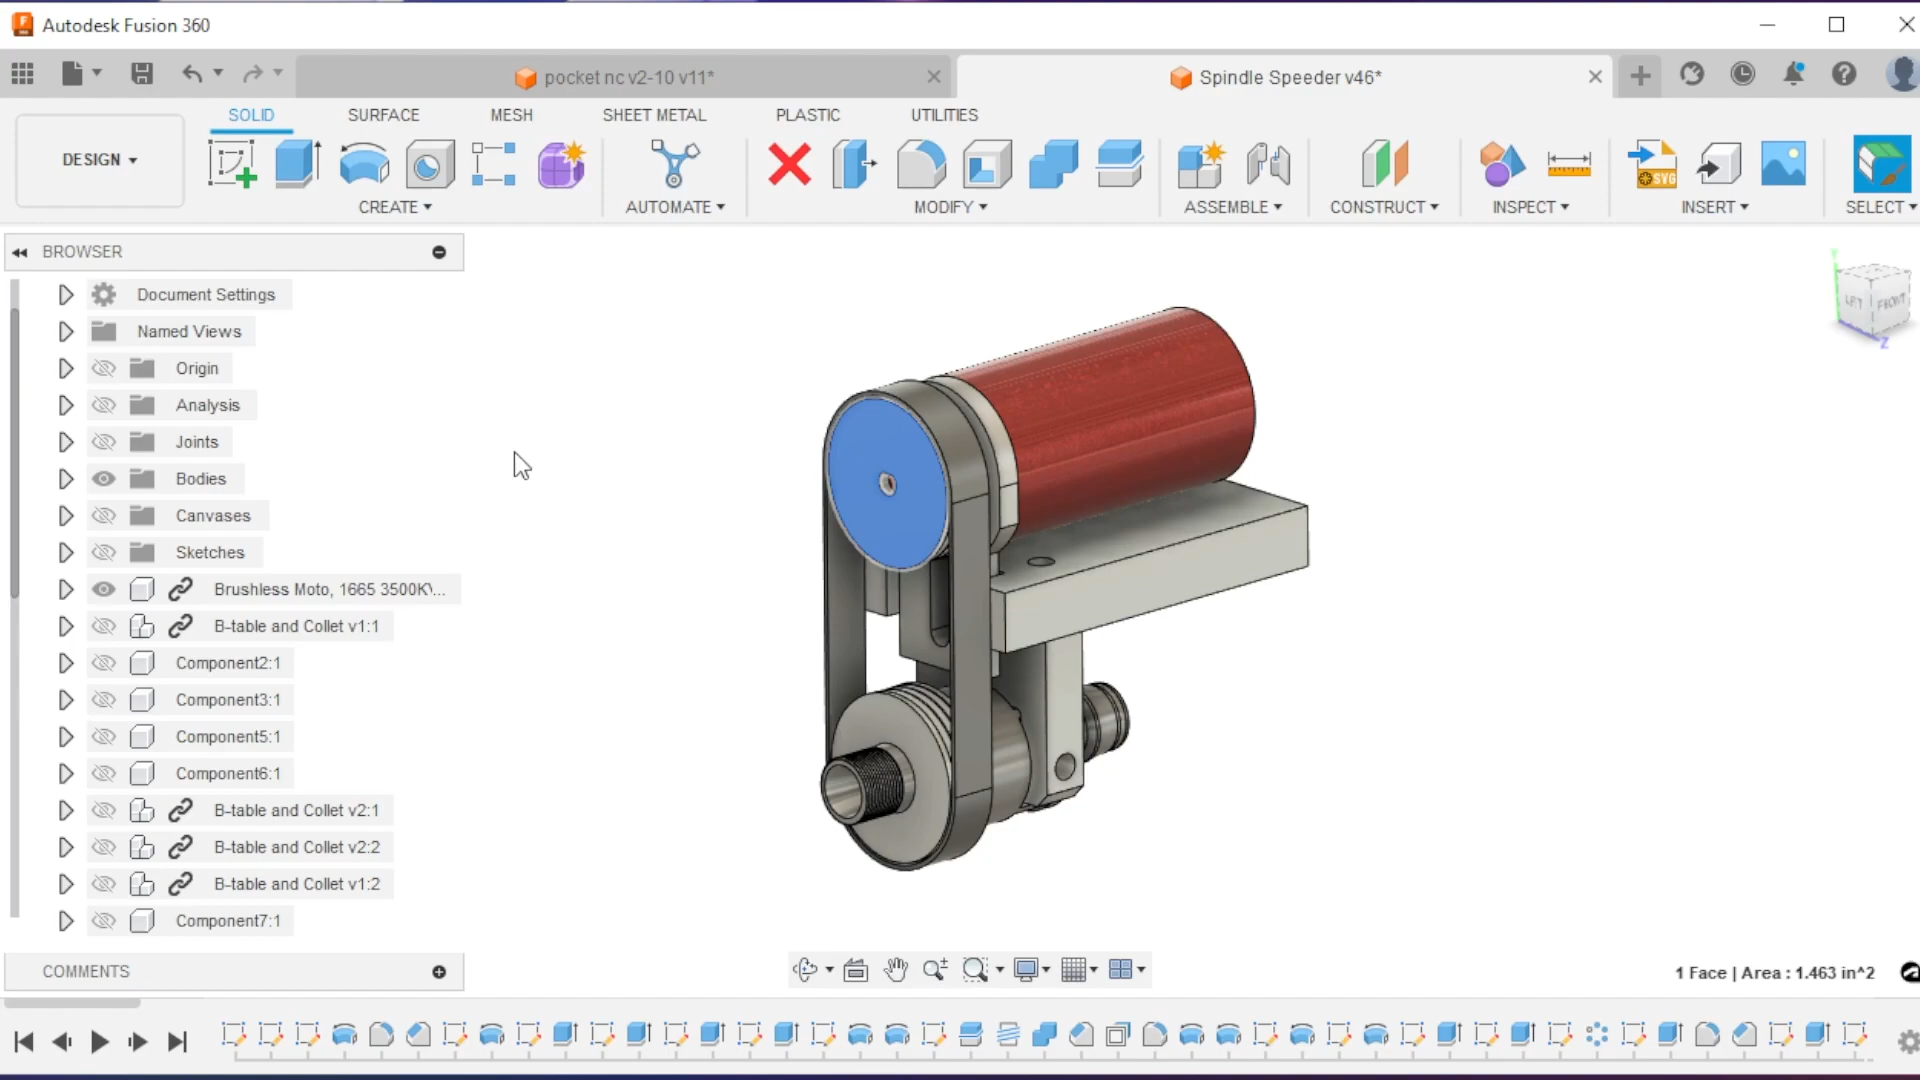 Autodesk Fusion 360
pocket nc v2-10 v11*
Spindle Speeder v46*
SOLID SURFACE MESH SHEET METAL PLASTIC UTILITIES
DESIGN
CREATE AUTOMATE MODIFY ASSEMBLE CONSTRUCT INSPECT INSERT SELECT
SVG
BROWSER
Document Settings
Named Views
Origin
Analysis
Joints
Bodies
Canvases
Sketches
Brushless Moto, 1665 3500K\...
B-table and Collet v1:1
Component2:1
Component3:1
Component5:1
Component6:1
B-table and Collet v2:1
B-table and Collet v2:2
B-table and Collet v1:2
Component7:1
COMMENTS
Y
LEFT FRONT
Z
1 Face | Area : 1.463 in^2